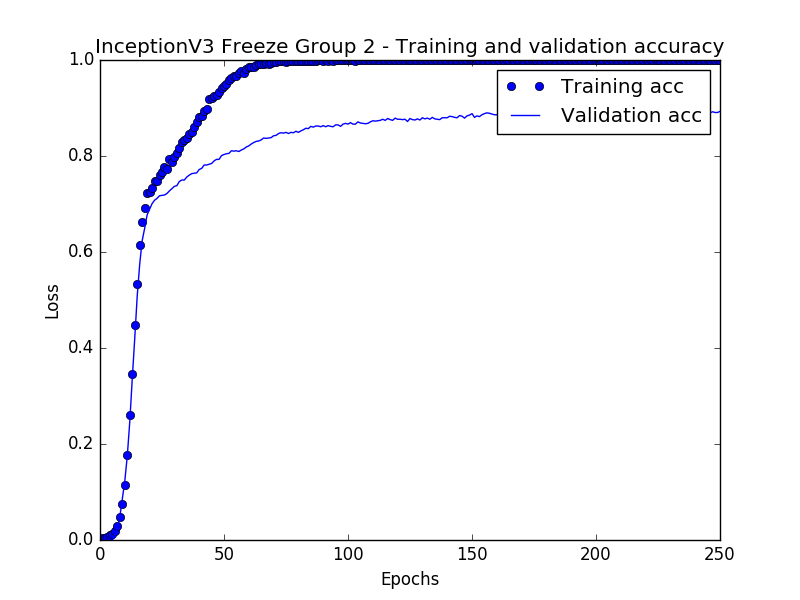 InceptionV3 Freeze Group 2 - Training and validation accuracy
1.0
Training acc
Validation acc
0.8
0.6
Loss
0.4
0.2
0.0
0 50 100 150 200 250
Epochs